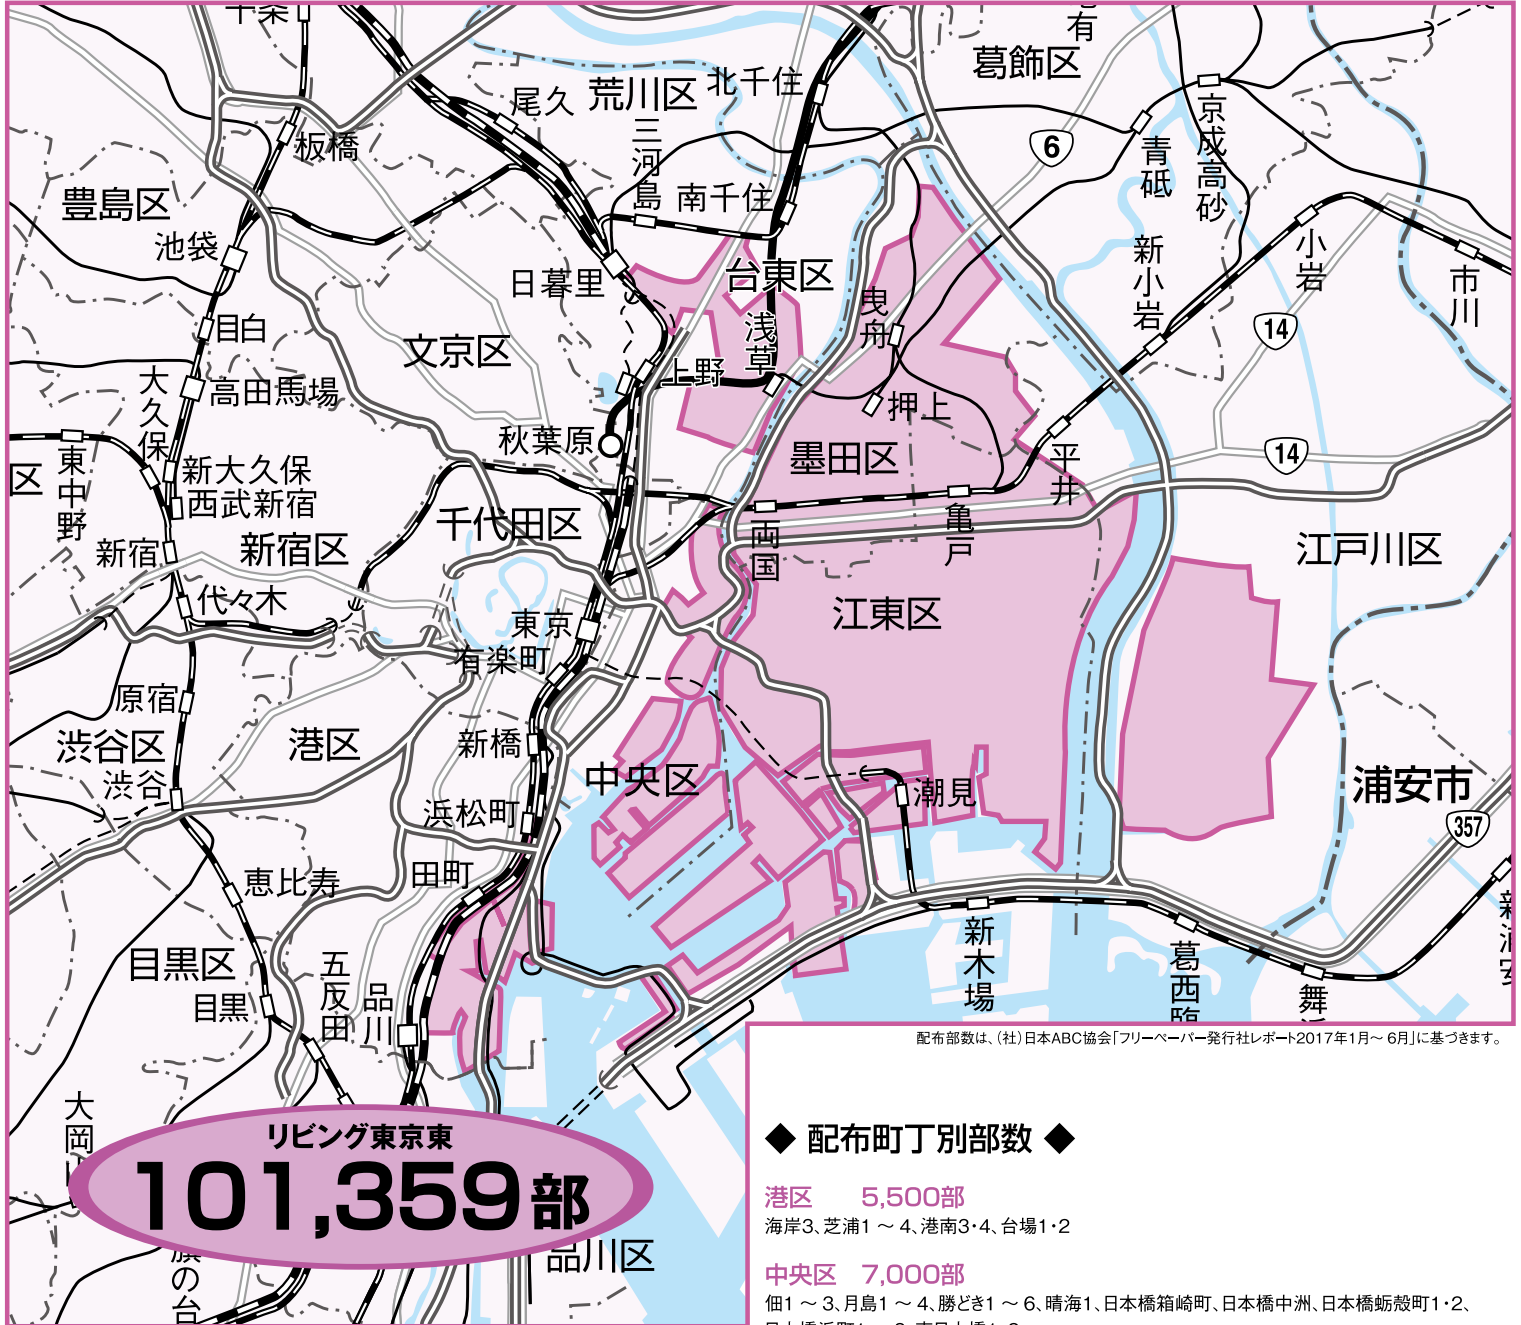 十条
尾久
荒川区
北千住
葛飾区
有
板橋
三河島
南千住
6
青砥
京成高砂
豊島区
池袋
日暮里
台東区
曳舟
新小岩
小岩
市川
目白
文京区
浅草
14
大久保
高田馬場
上野
押上
秋葉原
墨田区
平井
14
区
東中野
新大久保
西武新宿
千代田区
両国
亀戸
新宿
新宿区
江戸川区
代々木
東京
江東区
有楽町
原宿
渋谷区
港区
新橋
中央区
潮見
浦安市
渋谷
浜松町
357
恵比寿
田町
目黒区
五反田
品川
目黒
新木場
葛西臨
舞浜
新浦安
配布部数は、（社）日本ABC協会「フリーペーパー発行社レポート2017年1月～6月」に基づきます。
大岡山
リビング東京東
101,359部
旗の台
品川区
◆ 配布町丁別部数 ◆
港区 5,500部
海岸3、芝浦1～4、港南3・4、台場1・2
中央区 7,000部
佃1～3、月島1～4、勝どき1～6、晴海1、日本橋箱崎町、日本橋中洲、日本橋蛎殻町1・2、